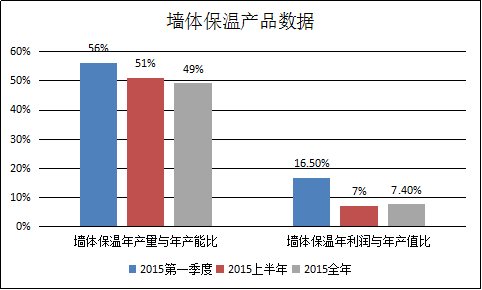 墙体保温产品数据
60%
50%
40%
30%
20%
10%
0%
56%
51%
49%
16.50%
7%
7.40%
墙体保温年产量与年产能比
墙体保温年利润与年产值比
2015第一季度
2015上半年
2015全年